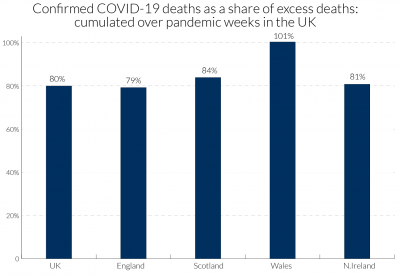 Confirmed COVID-19 deaths as a share of excess deaths:
cumulated over pandemic weeks in the UK
101%
100%
84%
80%
79%
81%
80%
60%
40%
20%
0
UK
England
Scotland
Wales
N.Ireland